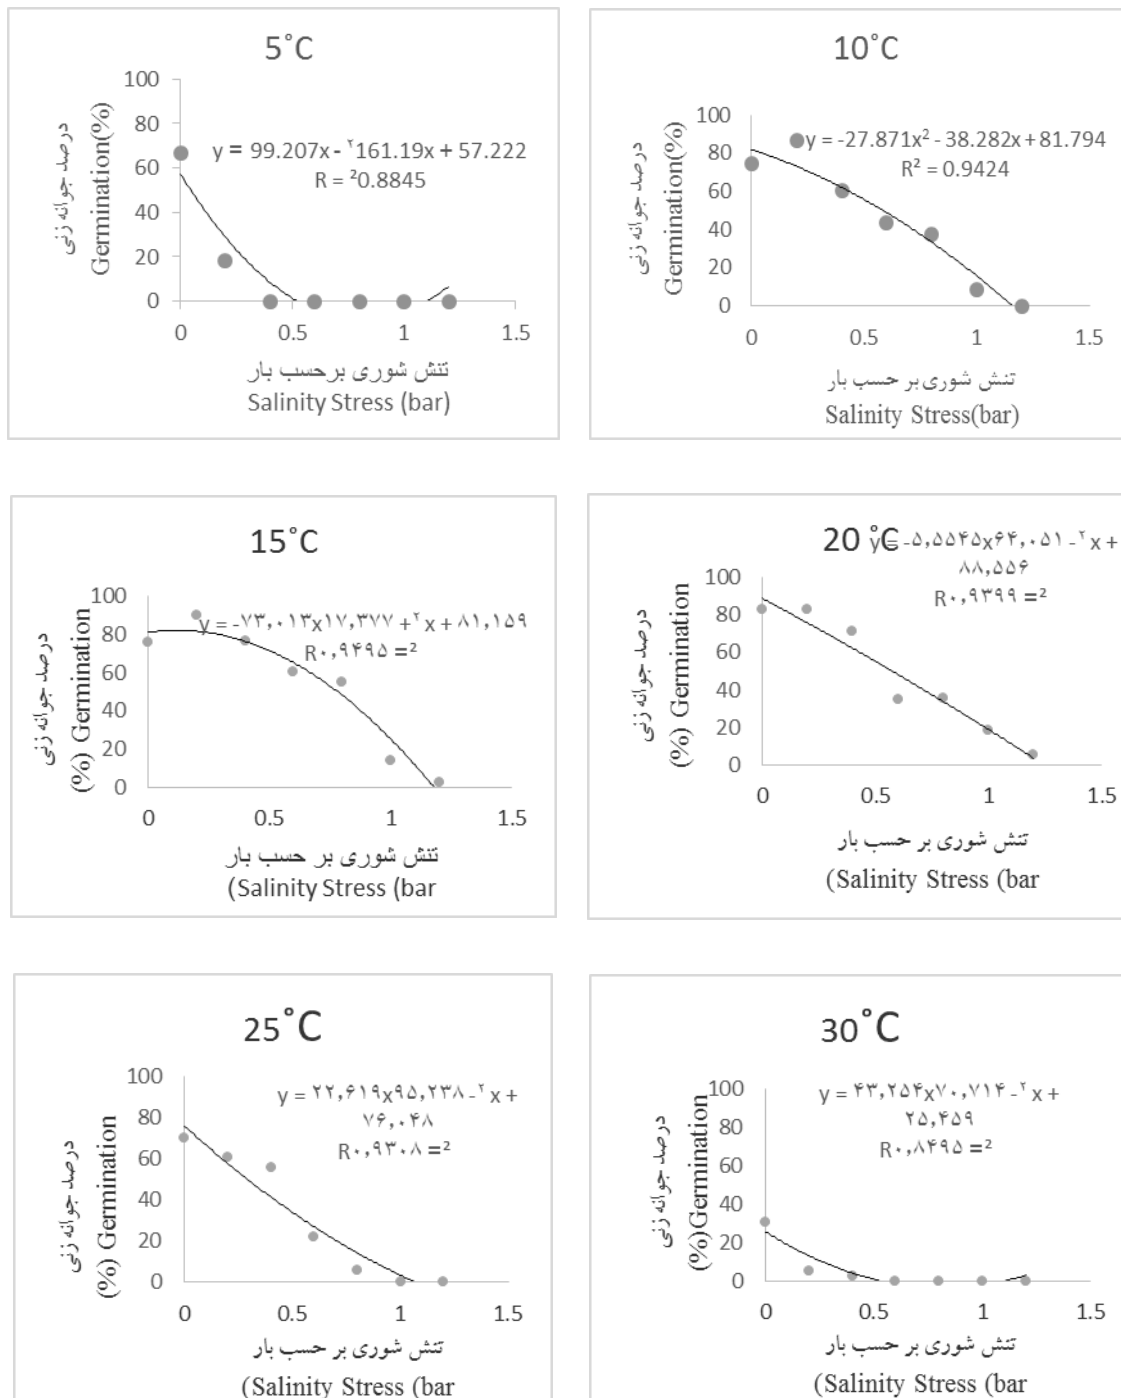 5˚C
y = 99.207x - ²161.19x + 57.222
R = ²0.8845
درصد جوانه زنی
Germination(%)
100
80
60
40
20
0
0 0.5 1 1.5
تنش شوری برحسب بار
Salinity Stress (bar)
10˚C
y = -27.871x² - 38.282x + 81.794
R² = 0.9424
درصد جوانه زنی
Germination(%)
100
80
60
40
20
0
0 0.5 1 1.5
تنش شوری بر حسب بار
Salinity Stress(bar)
15˚C
y = -۷۳,۰۱۳x۱۷,۳۷۷ +²x + ۸۱,۱۵۹
R۰,۹۴۹۵ =²
درصد جوانه زنی
(%) Germination
100
80
60
40
20
0
0 0.5 1 1.5
تنش شوری بر حسب بار
(Salinity Stress (bar
20 ˚C
y = -۵,۵۵۴۵x۶۴,۰۵۱ -²x +
۸۸,۵۵۶
R۰,۹۳۹۹ =²
درصد جوانه زنی
(%) Germination
100
80
60
40
20
0
0 0.5 1 1.5
تنش شوری بر حسب بار
(Salinity Stress (bar
25˚C
y = ۲۲,۶۱۹x۹۵,۲۳۸ -²x +
۷۶,۰۴۸
R۰,۹۳۰۸ =²
درصد جوانه زنی
(%) Germination
100
80
60
40
20
0
0 0.5 1 1.5
تنش شوری بر حسب بار
(Salinity Stress (bar
30˚C
y = ۴۳,۲۵۴x۷۰,۷۱۴ -²x +
۲۵,۴۵۹
R۰,۸۴۹۵ =²
درصد جوانه زنی
(%)Germination
100
80
60
40
20
0
0 0.5 1 1.5
تنش شوری بر حسب بار
(Salinity Stress (bar